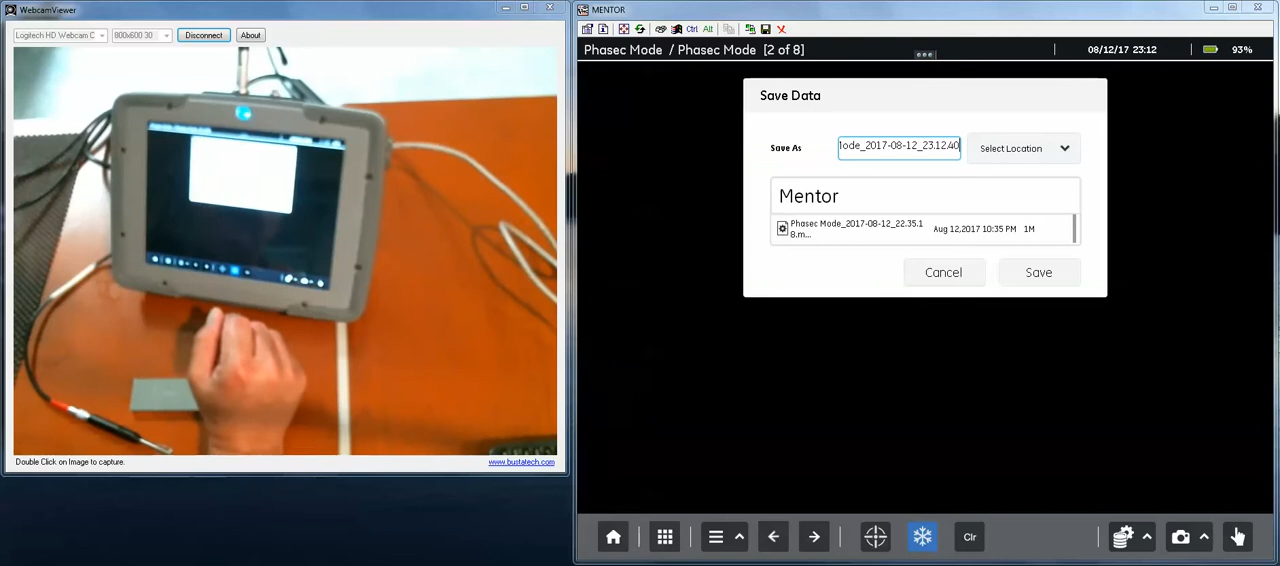 WebcamViewer
Logitech HD Webcam C
800x600 30
Disconnect
About
Double Click on Image to capture.
www.bustatech.com
MENTOR
Ctrl Alt
Phasec Mode / Phasec Mode [2 of 8]
08/12/17 23:12
93%
Save Data
Save As
lode_2017-08-12_23.12.40
Select Location
Mentor
Phasec Mode_2017-08-12_22.35.1
8.m...
Aug 12,2017 10:35 PM
1M
Cancel
Save
Clr